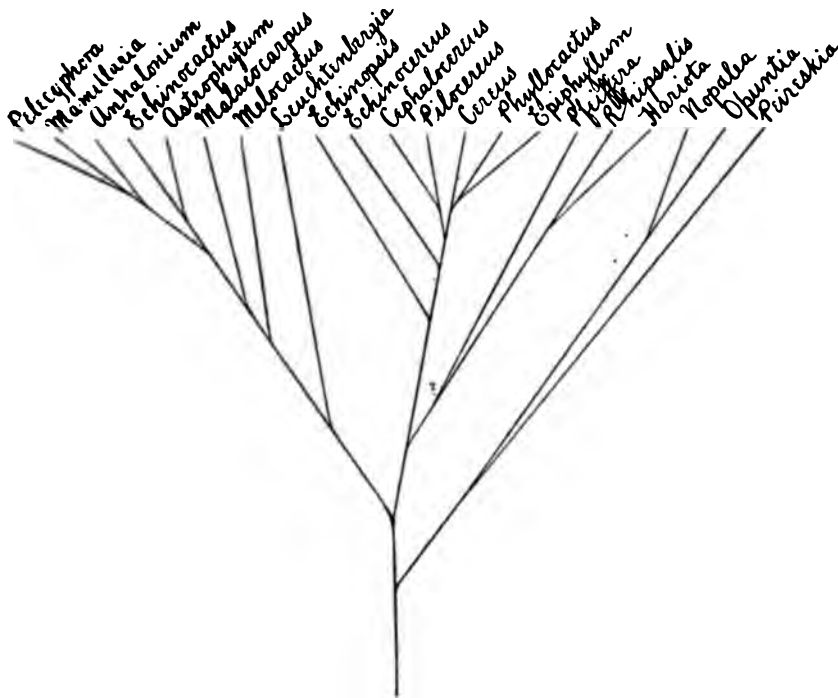 Pelecyphora
Mamillaria
Anhalonium
Echinocactus
Astrophytum
Malacocarpus
Melocactus
Leuchtenbergia
Echinopsis
Echinocereus
Cephalocereus
Pilocereus
Cereus
Phyllocactus
Epiphyllum
Pfeiffera
Rhipsalis
Hariota
Nopalea
Opuntia
Peireskia
?